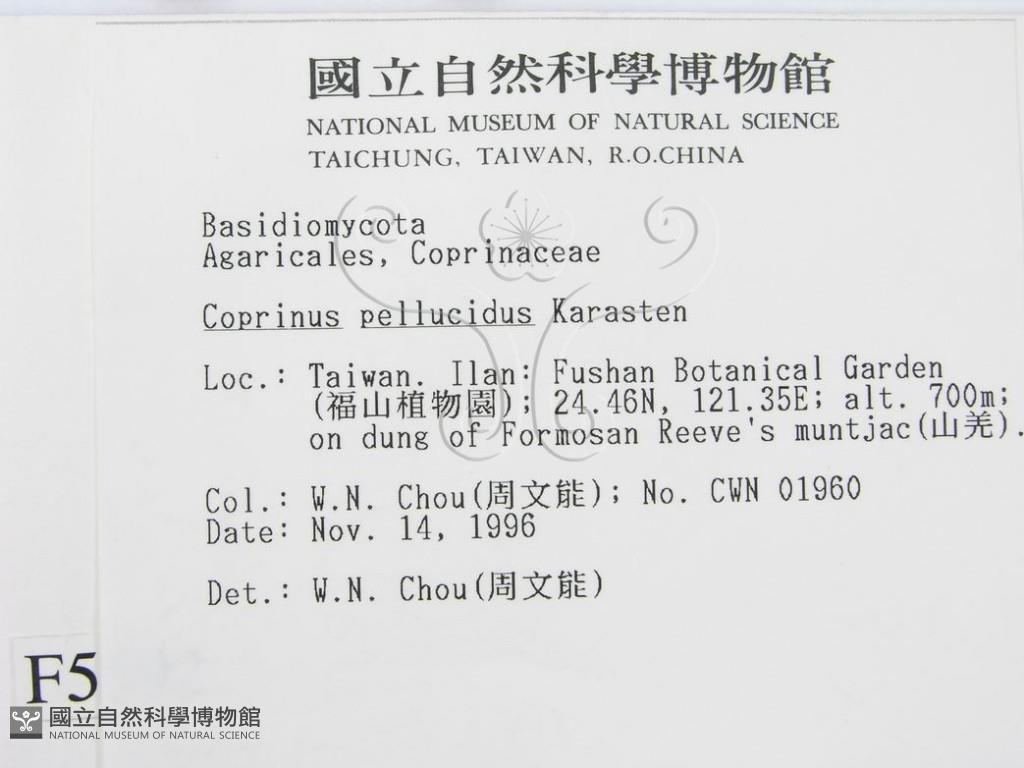 國立自然科學博物館
NATIONAL MUSEUM OF NATURAL SCIENCE
TAICHUNG, TAIWAN, R.O.CHINA
Basidiomycota
Agaricales, Coprinaceae
Coprinus pellucidus Karasten
Loc.: Taiwan. Ilan: Fushan Botanical Garden
(福山植物園); 24.46N, 121.35E; alt. 700m;
on dung of Formosan Reeve's muntjac(山羌).
Col.: W.N. Chou(周文能); No. CWN 01960
Date: Nov. 14, 1996
Det.: W.N. Chou(周文能)
F5
國立自然科學博物館
NATIONAL MUSEUM OF NATURAL SCIENCE